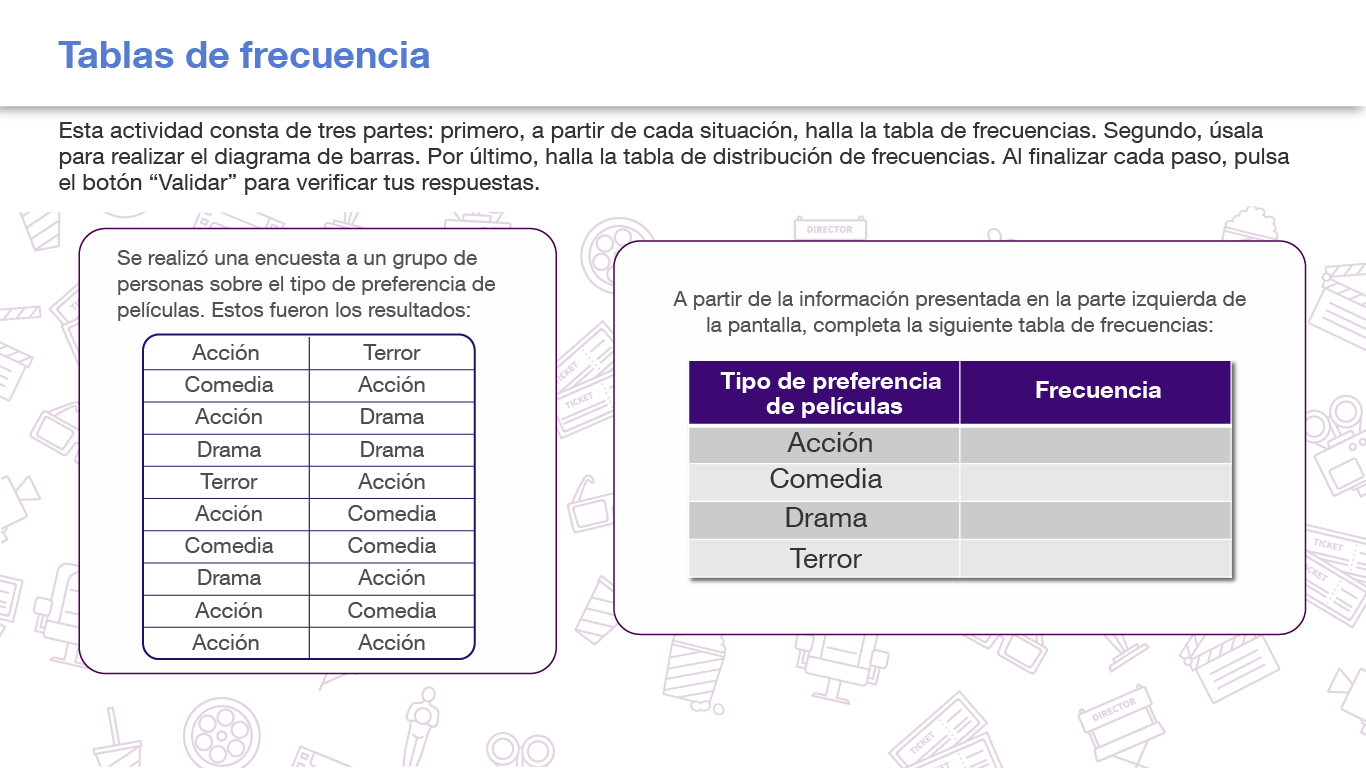 Tablas de frecuencia
Esta actividad consta de tres partes: primero, a partir de cada situación, halla la tabla de frecuencias. Segundo, úsala
para realizar el diagrama de barras. Por último, halla la tabla de distribución de frecuencias. Al finalizar cada paso, pulsa
el botón “Validar” para verificar tus respuestas.
Se realizó una encuesta a un grupo de
personas sobre el tipo de preferencia de
películas. Estos fueron los resultados:
Acción Terror
Comedia Acción
Acción Drama
Drama Drama
Terror Acción
Acción Comedia
Comedia Comedia
Drama Acción
Acción Comedia
Acción Acción
A partir de la información presentada en la parte izquierda de
la pantalla, completa la siguiente tabla de frecuencias:
Tipo de preferencia
de películas
Frecuencia
Acción
Comedia
Drama
Terror
DIRECTOR
TICKET
TICKET
TICKET
TICKET
DIRECTOR
TICKET